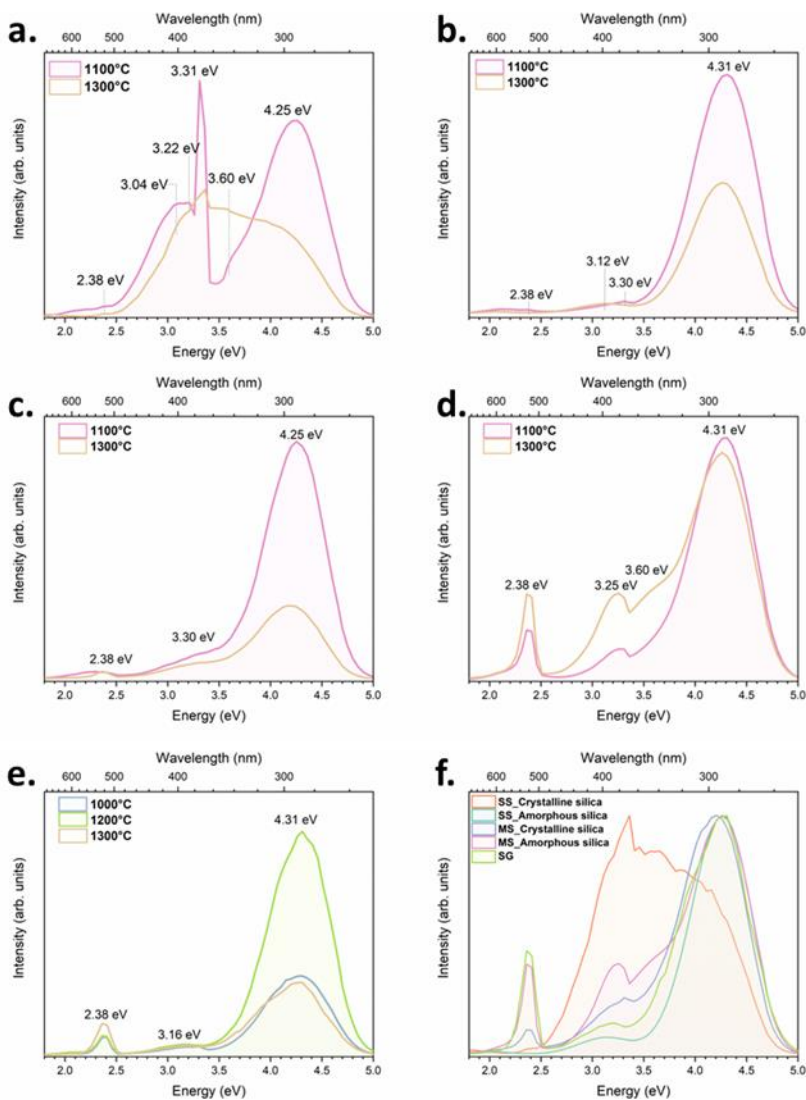 a.
Wavelength (nm)
600 500 400 300
1100°C
1300°C
3.31 eV
4.25 eV
3.22 eV
3.04 eV
3.60 eV
2.38 eV
Intensity (arb. units)
2.0 2.5 3.0 3.5 4.0 4.5 5.0
Energy (eV)
b.
Wavelength (nm)
600 500 400 300
1100°C
1300°C
4.31 eV
3.12 eV
2.38 eV
3.30 eV
Intensity (arb. units)
2.0 2.5 3.0 3.5 4.0 4.5 5.0
Energy (eV)
c.
Wavelength (nm)
600 500 400 300
1100°C
1300°C
4.25 eV
3.30 eV
2.38 eV
Intensity (arb. units)
2.0 2.5 3.0 3.5 4.0 4.5 5.0
Energy (eV)
d.
Wavelength (nm)
600 500 400 300
1100°C
1300°C
4.31 eV
3.60 eV
2.38 eV
3.25 eV
Intensity (arb. units)
2.0 2.5 3.0 3.5 4.0 4.5 5.0
Energy (eV)
e.
Wavelength (nm)
600 500 400 300
1000°C
1200°C
1300°C
4.31 eV
2.38 eV
3.16 eV
Intensity (arb. units)
2.0 2.5 3.0 3.5 4.0 4.5 5.0
Energy (eV)
f.
Wavelength (nm)
600 500 400 300
SS_Crystalline silica
SS_Amorphous silica
MS_Crystalline silica
MS_Amorphous silica
SG
Intensity (arb. units)
2.0 2.5 3.0 3.5 4.0 4.5 5.0
Energy (eV)